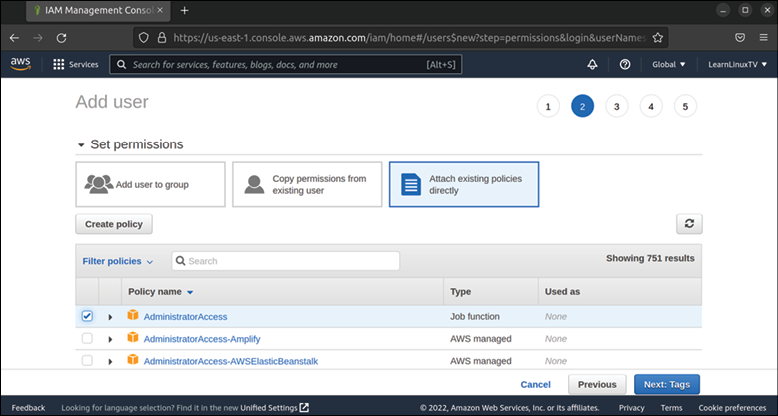 IAM Management Consol
https://us-east-1.console.aws.amazon.com/iam/home#/users$new?step=permissions&login&userNames
aws Services Search for services, features, blogs, docs, and more [Alt+S] Global ▼ LearnLinuxTV ▼
Add user 1 2 3 4 5
Set permissions
Add user to group
Copy permissions from
existing user
Attach existing policies
directly
Create policy
Filter policies Search Showing 751 results
Policy name Type Used as
AdministratorAccess Job function None
AdministratorAccess-Amplify AWS managed None
AdministratorAccess-AWSElasticBeanstalk AWS managed None
Cancel Previous Next: Tags
Feedback Looking for language selection? Find it in the new Unified Settings © 2022, Amazon Web Services, Inc. or its affiliates. Privacy Terms Cookie preferences